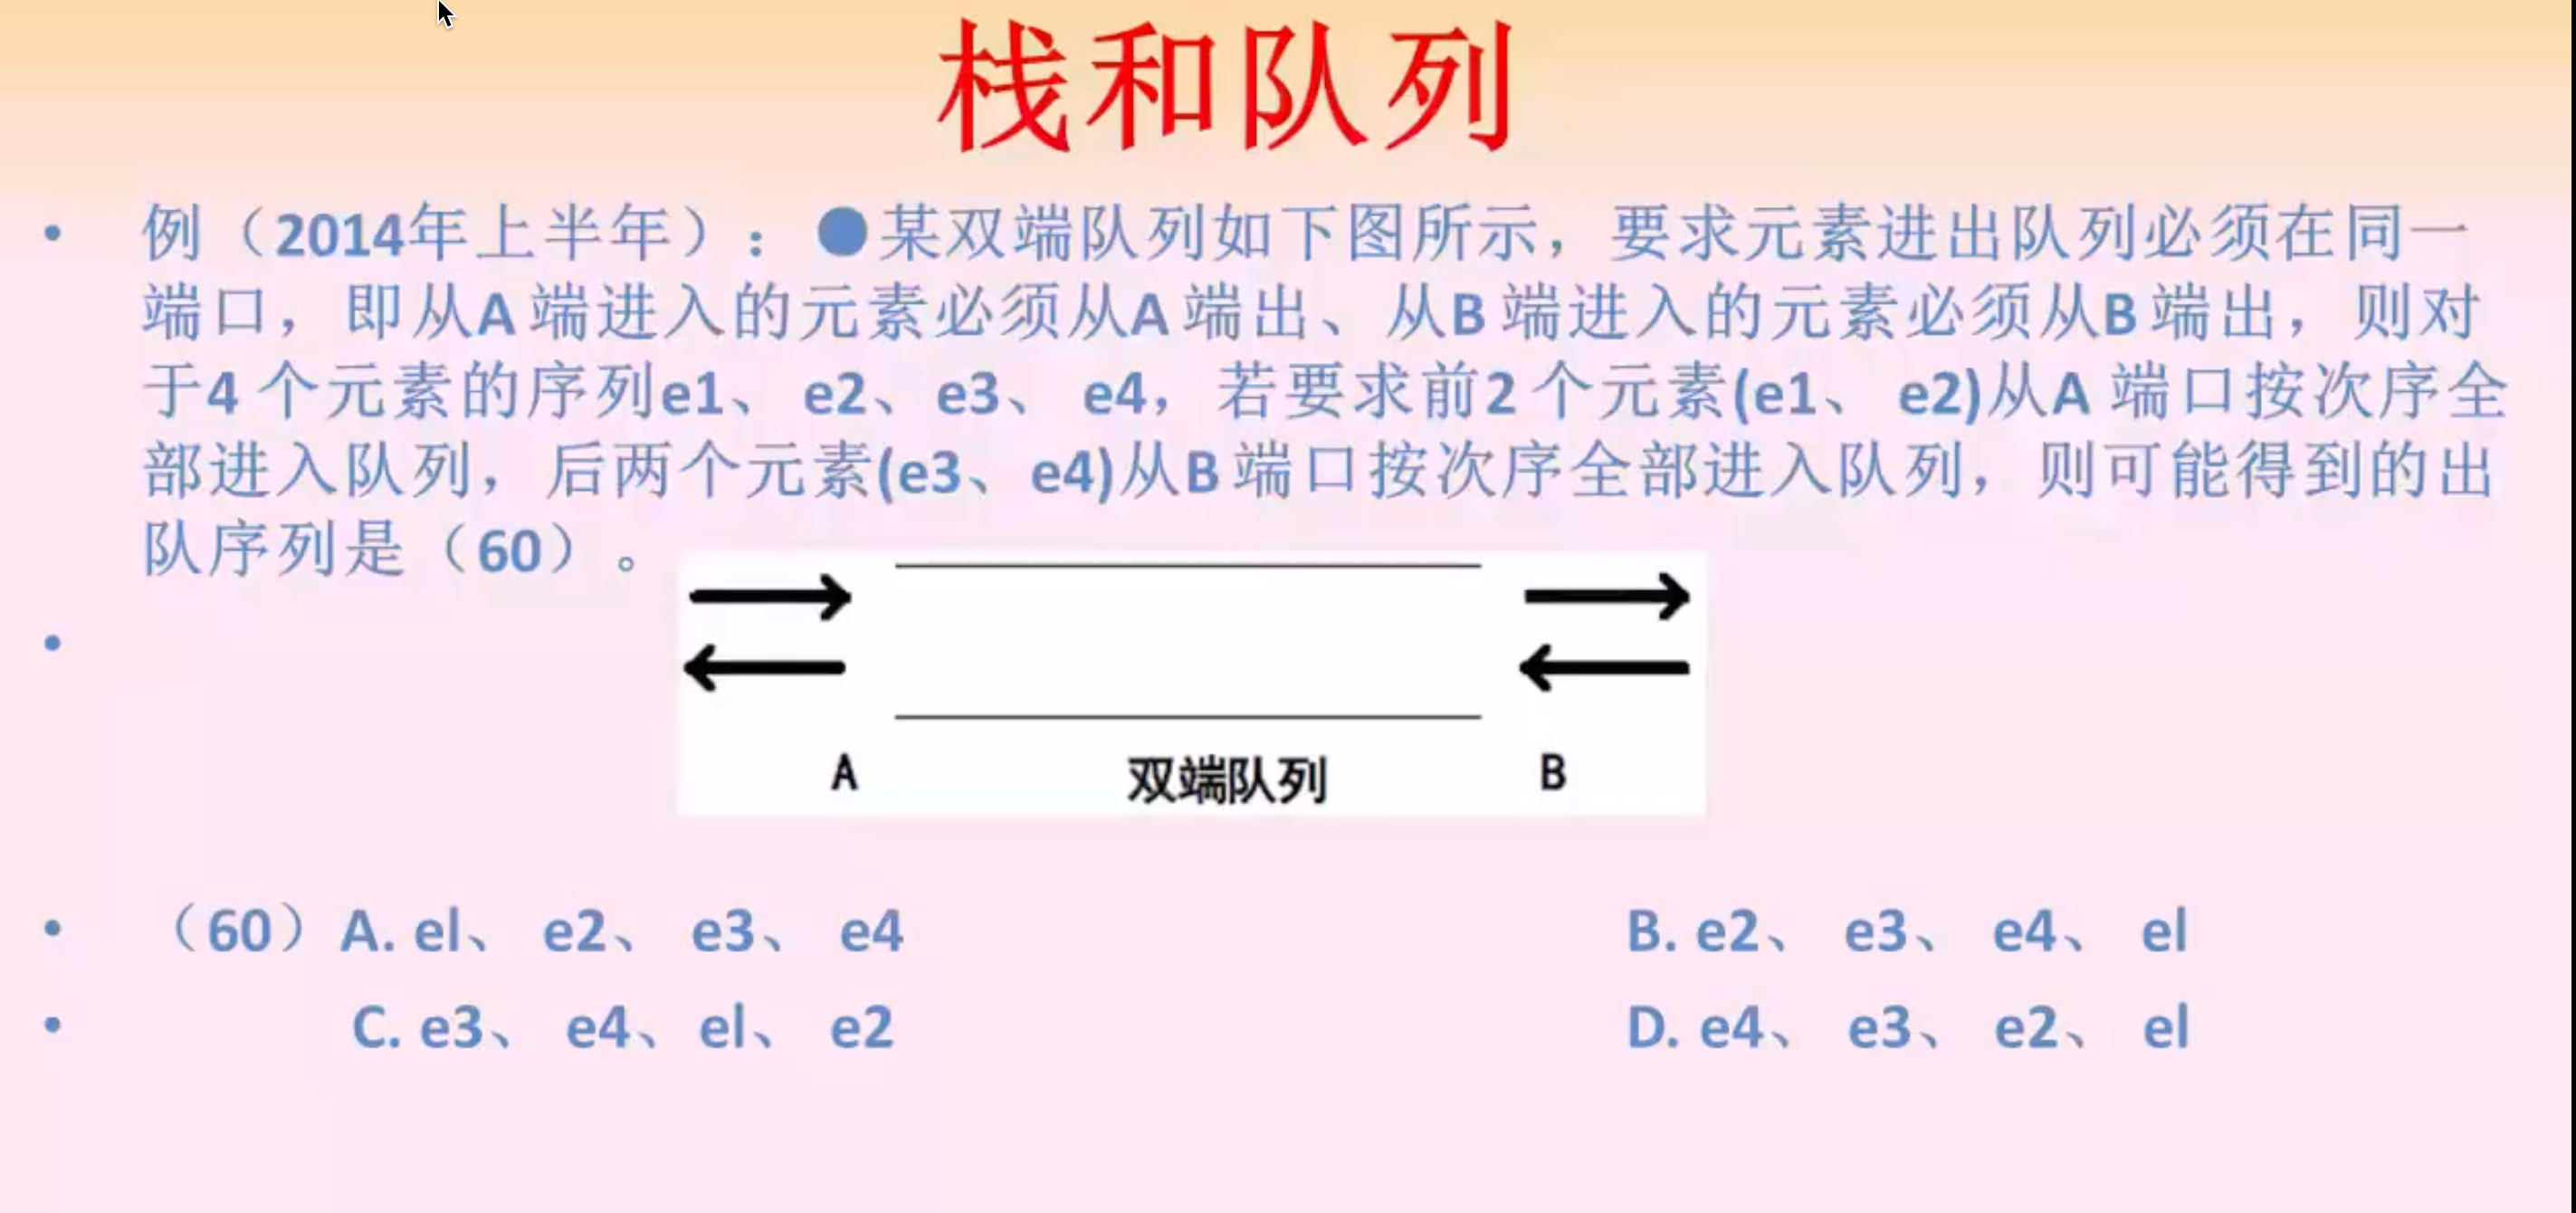 栈和队列
• 例（2014年上半年）：●某双端队列如下图所示，要求元素进出队列必须在同一
端口，即从A 端进入的元素必须从A 端出、从B 端进入的元素必须从B 端出，则对
于4 个元素的序列e1、 e2、e3、 e4，若要求前2 个元素(e1、 e2)从A 端口按次序全
部进入队列，后两个元素(e3、 e4)从B 端口按次序全部进入队列，则可能得到的出
队序列是（60）。
A 双端队列 B
• （60）A. el、 e2、 e3、 e4 B. e2、 e3、 e4、 el
• C. e3、 e4、el、 e2 D. e4、 e3、 e2、 el